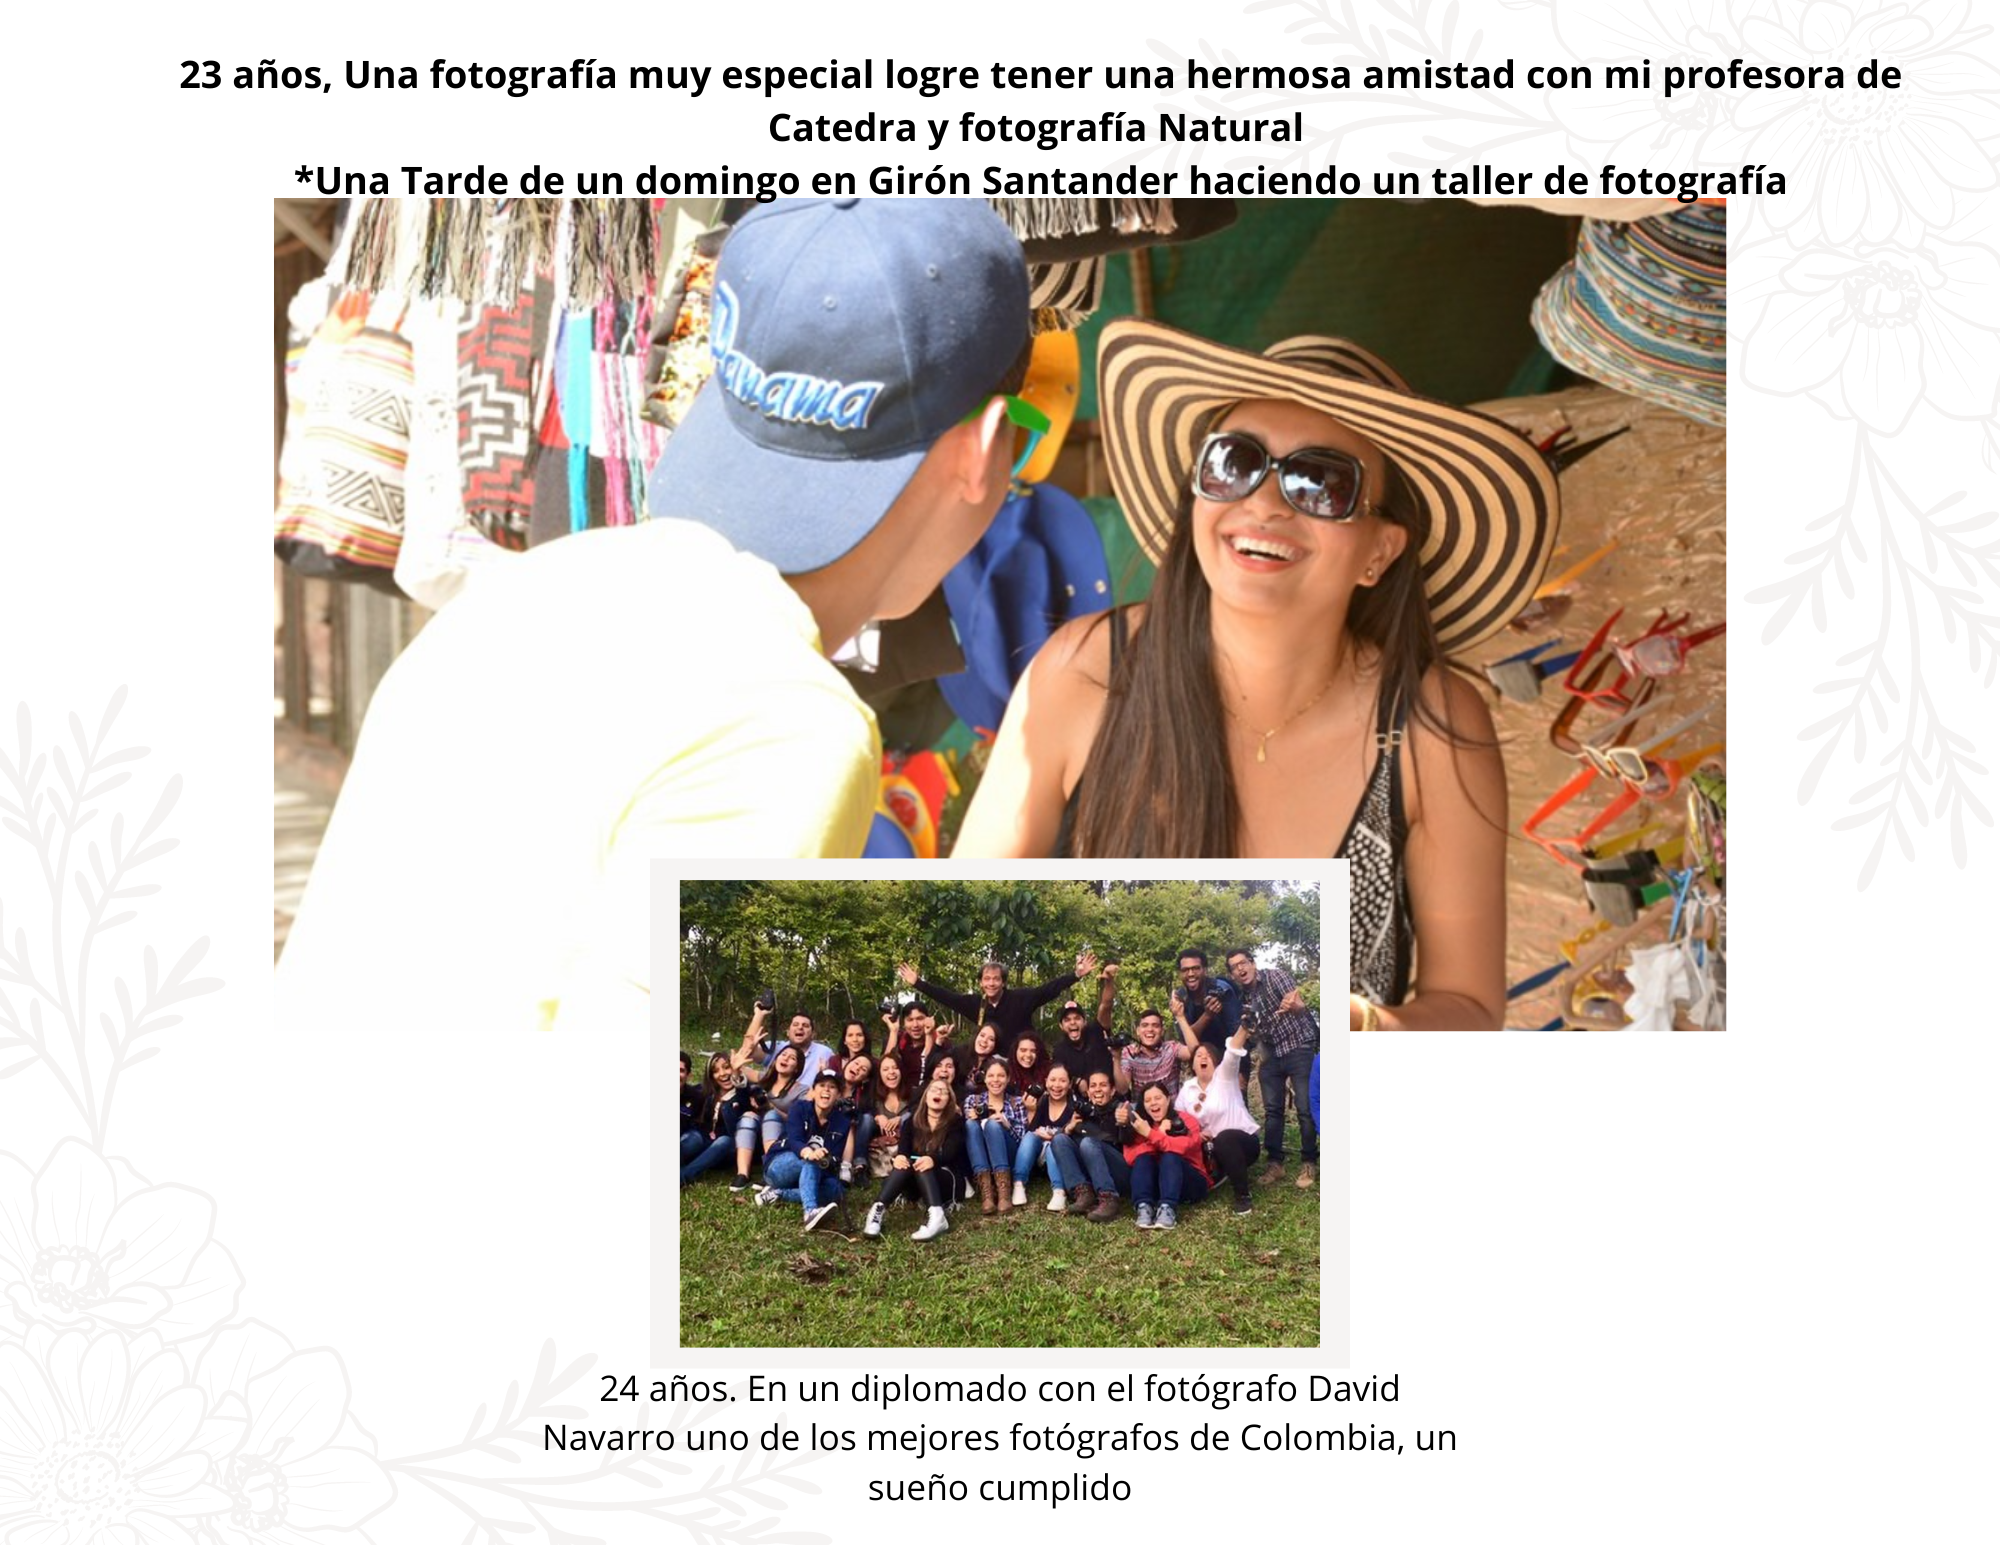 23 años, Una fotografía muy especial logre tener una hermosa amistad con mi profesora de
Catedra y fotografía Natural
*Una Tarde de un domingo en Girón Santander haciendo un taller de fotografía
Panama
24 años. En un diplomado con el fotógrafo David
Navarro uno de los mejores fotógrafos de Colombia, un
sueño cumplido